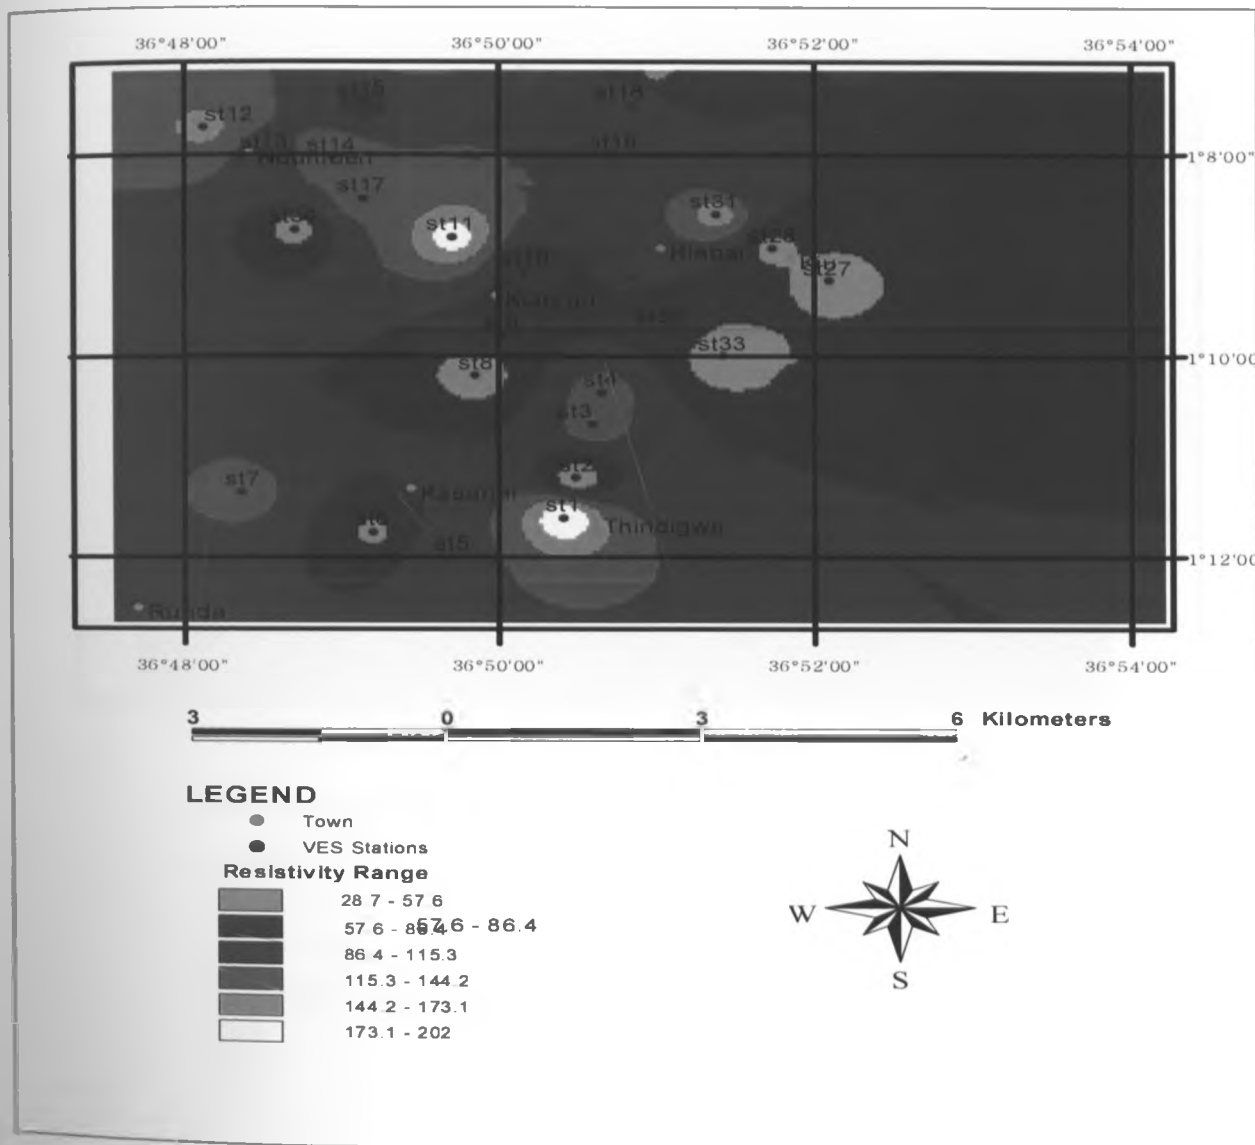 36°48'00" 36°50'00" 36°52'00" 36°54'00"
st15 st18
st12
st13 st14 st16
1°8'00"
st17
st31
st11
st28
st27
st33
1°10'00"
st8
st4
st3
st2
st7
st1
Thindigwa
st6
st5
1°12'00
Runda
36°48'00" 36°50'00" 36°52'00" 36°54'00"
3 0 3 6 Kilometers
LEGEND
Town
VES Stations
Resistivity Range
28 7 - 57 6
57 6 - 86.4 57.6 - 86.4
86 4 - 115.3
115.3 - 144.2
144.2 - 173.1
173.1 - 202
N
W E
S